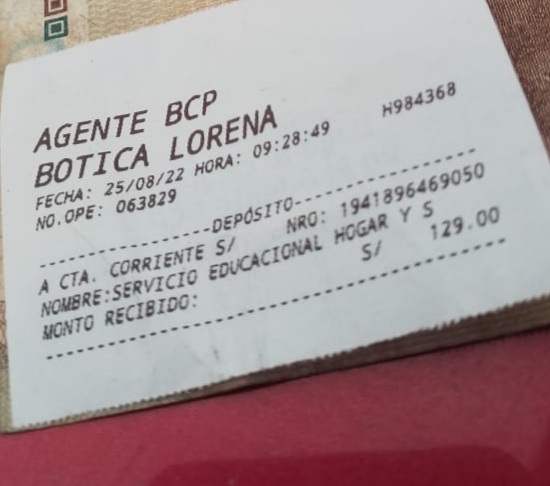 AGENTE BCP
BOTICA LORENA H984368
FECHA: 25/08/22 HORA: 09:28:49
NO.OPE: 063829
------------------DEPÓSITO------------------
A CTA. CORRIENTE S/ NRO: 1941896469050
NOMBRE:SERVICIO EDUCACIONAL HOGAR Y S
MONTO RECIBIDO: S/ 129.00